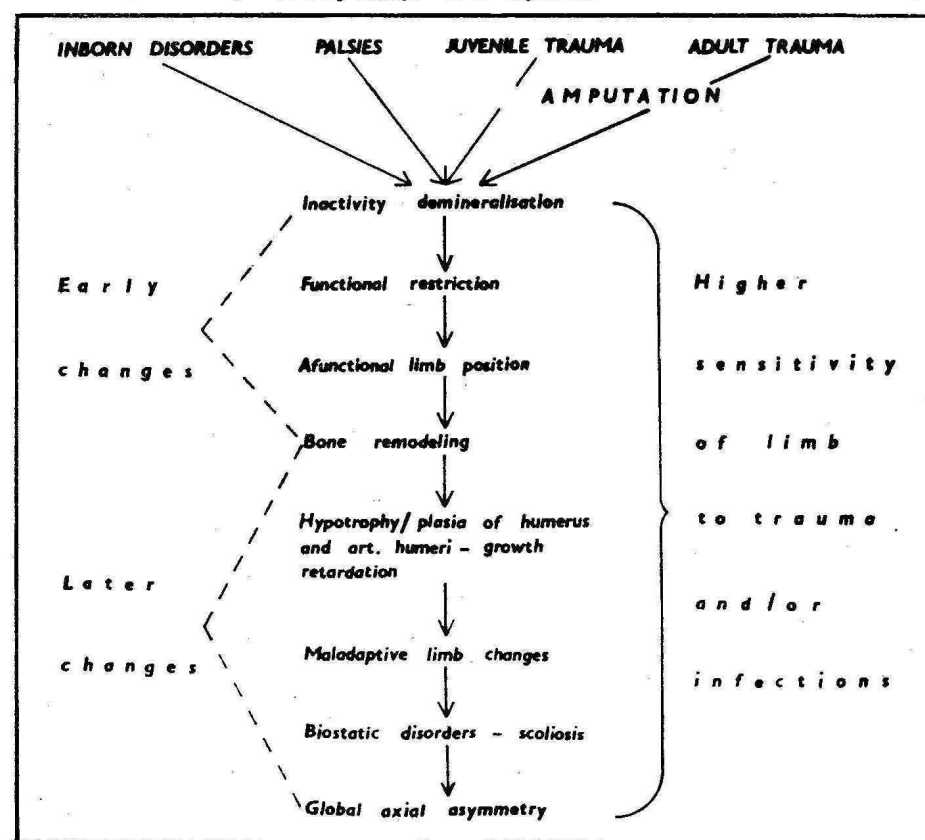 INBORN DISORDERS PALSIES JUVENILE TRAUMA ADULT TRAUMA
AMPUTATION
Inactivity demineralisation
Early
changes
Functional restriction
Afunctional limb position
Bone remodeling
Hypotrophy/plasia of humerus
and art. humeri – growth
retardation
Later
changes
Maladaptive limb changes
Biostatic disorders – scoliosis
Global axial asymmetry
Higher
sensitivity
of limb
to trauma
and/or
infections